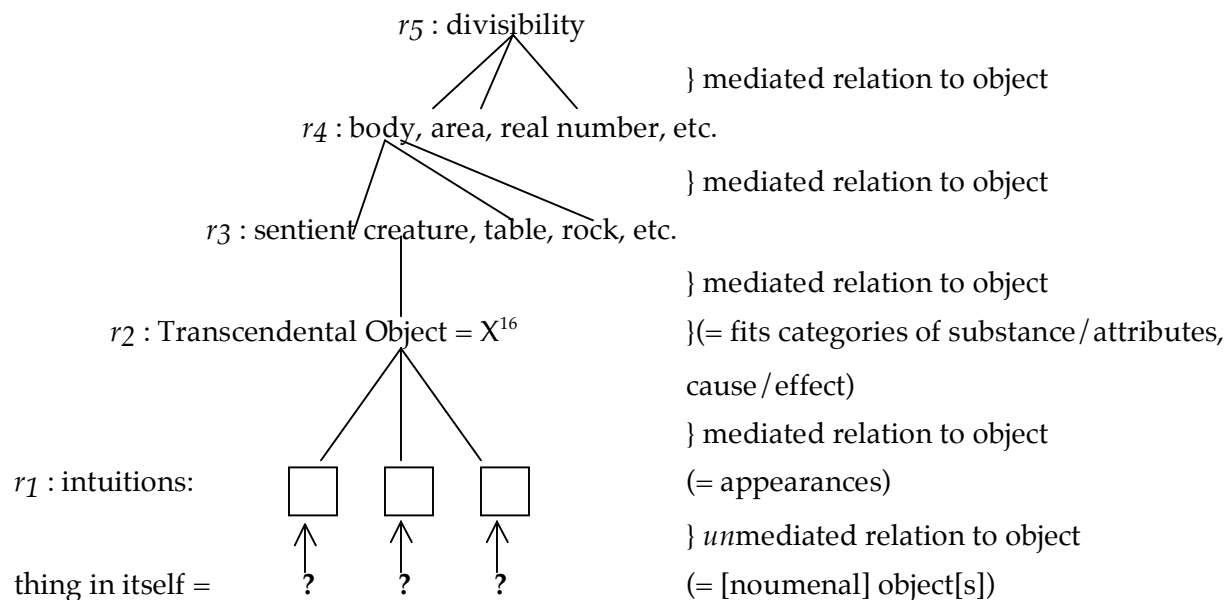 r5 : divisibility
} mediated relation to object
r4 : body, area, real number, etc.
} mediated relation to object
r3 : sentient creature, table, rock, etc.
} mediated relation to object
r2 : Transcendental Object = X16 }(= fits categories of substance/attributes,
cause/effect)
} mediated relation to object
r1 : intuitions: (= appearances)
} unmediated relation to object
thing in itself = ? ? ? (= [noumenal] object[s])